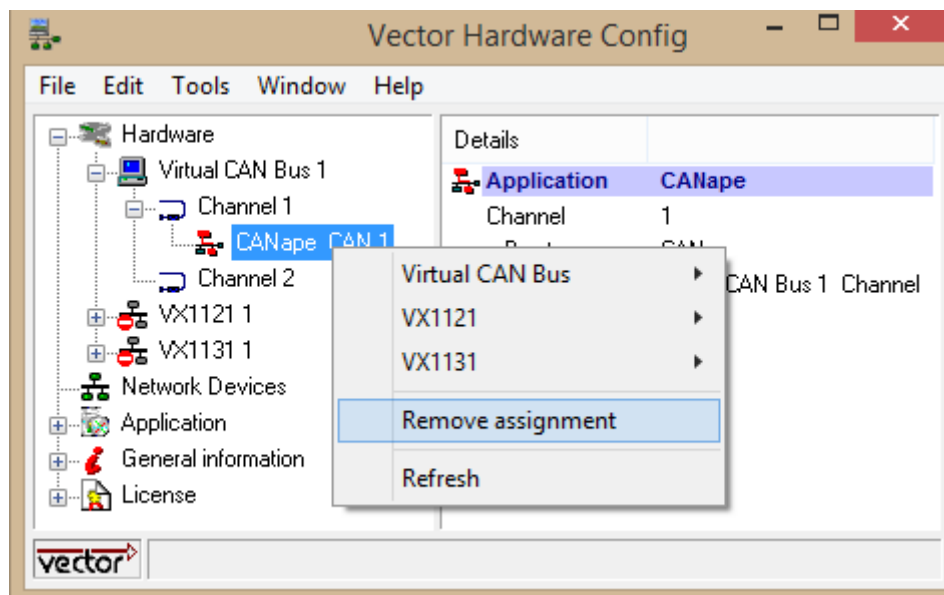 Vector Hardware Config
File Edit Tools Window Help
Hardware
Virtual CAN Bus 1
Channel 1
CANape CAN 1
Channel 2
VX1121 1
VX1131 1
Network Devices
Application
General information
License
Details
Application CANape
Channel 1
CAN Bus 1 Channel
Virtual CAN Bus
VX1121
VX1131
Remove assignment
Refresh
vector